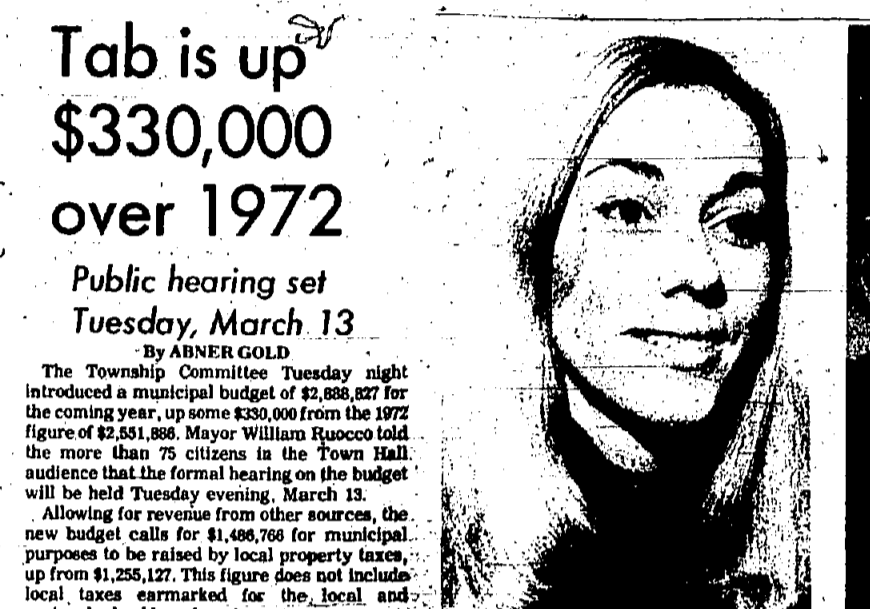 Tab is up
$330,000
over 1972
Public hearing set
Tuesday, March 13
By ABNER GOLD
The Township Committee Tuesday night
introduced a municipal budget of $2,888,827 for
the coming year, up some $330,000 from the 1972
figure of $2,551,886. Mayor William Ruocco told
the more than 75 citizens in the Town Hall
audience that the formal hearing on the budget
will be held Tuesday evening, March 13.
Allowing for revenue from other sources, the
new budget calls for $1,486,766 for municipal
purposes to be raised by local property taxes,
up from $1,255,127. This figure does not include
local taxes earmarked for the local and